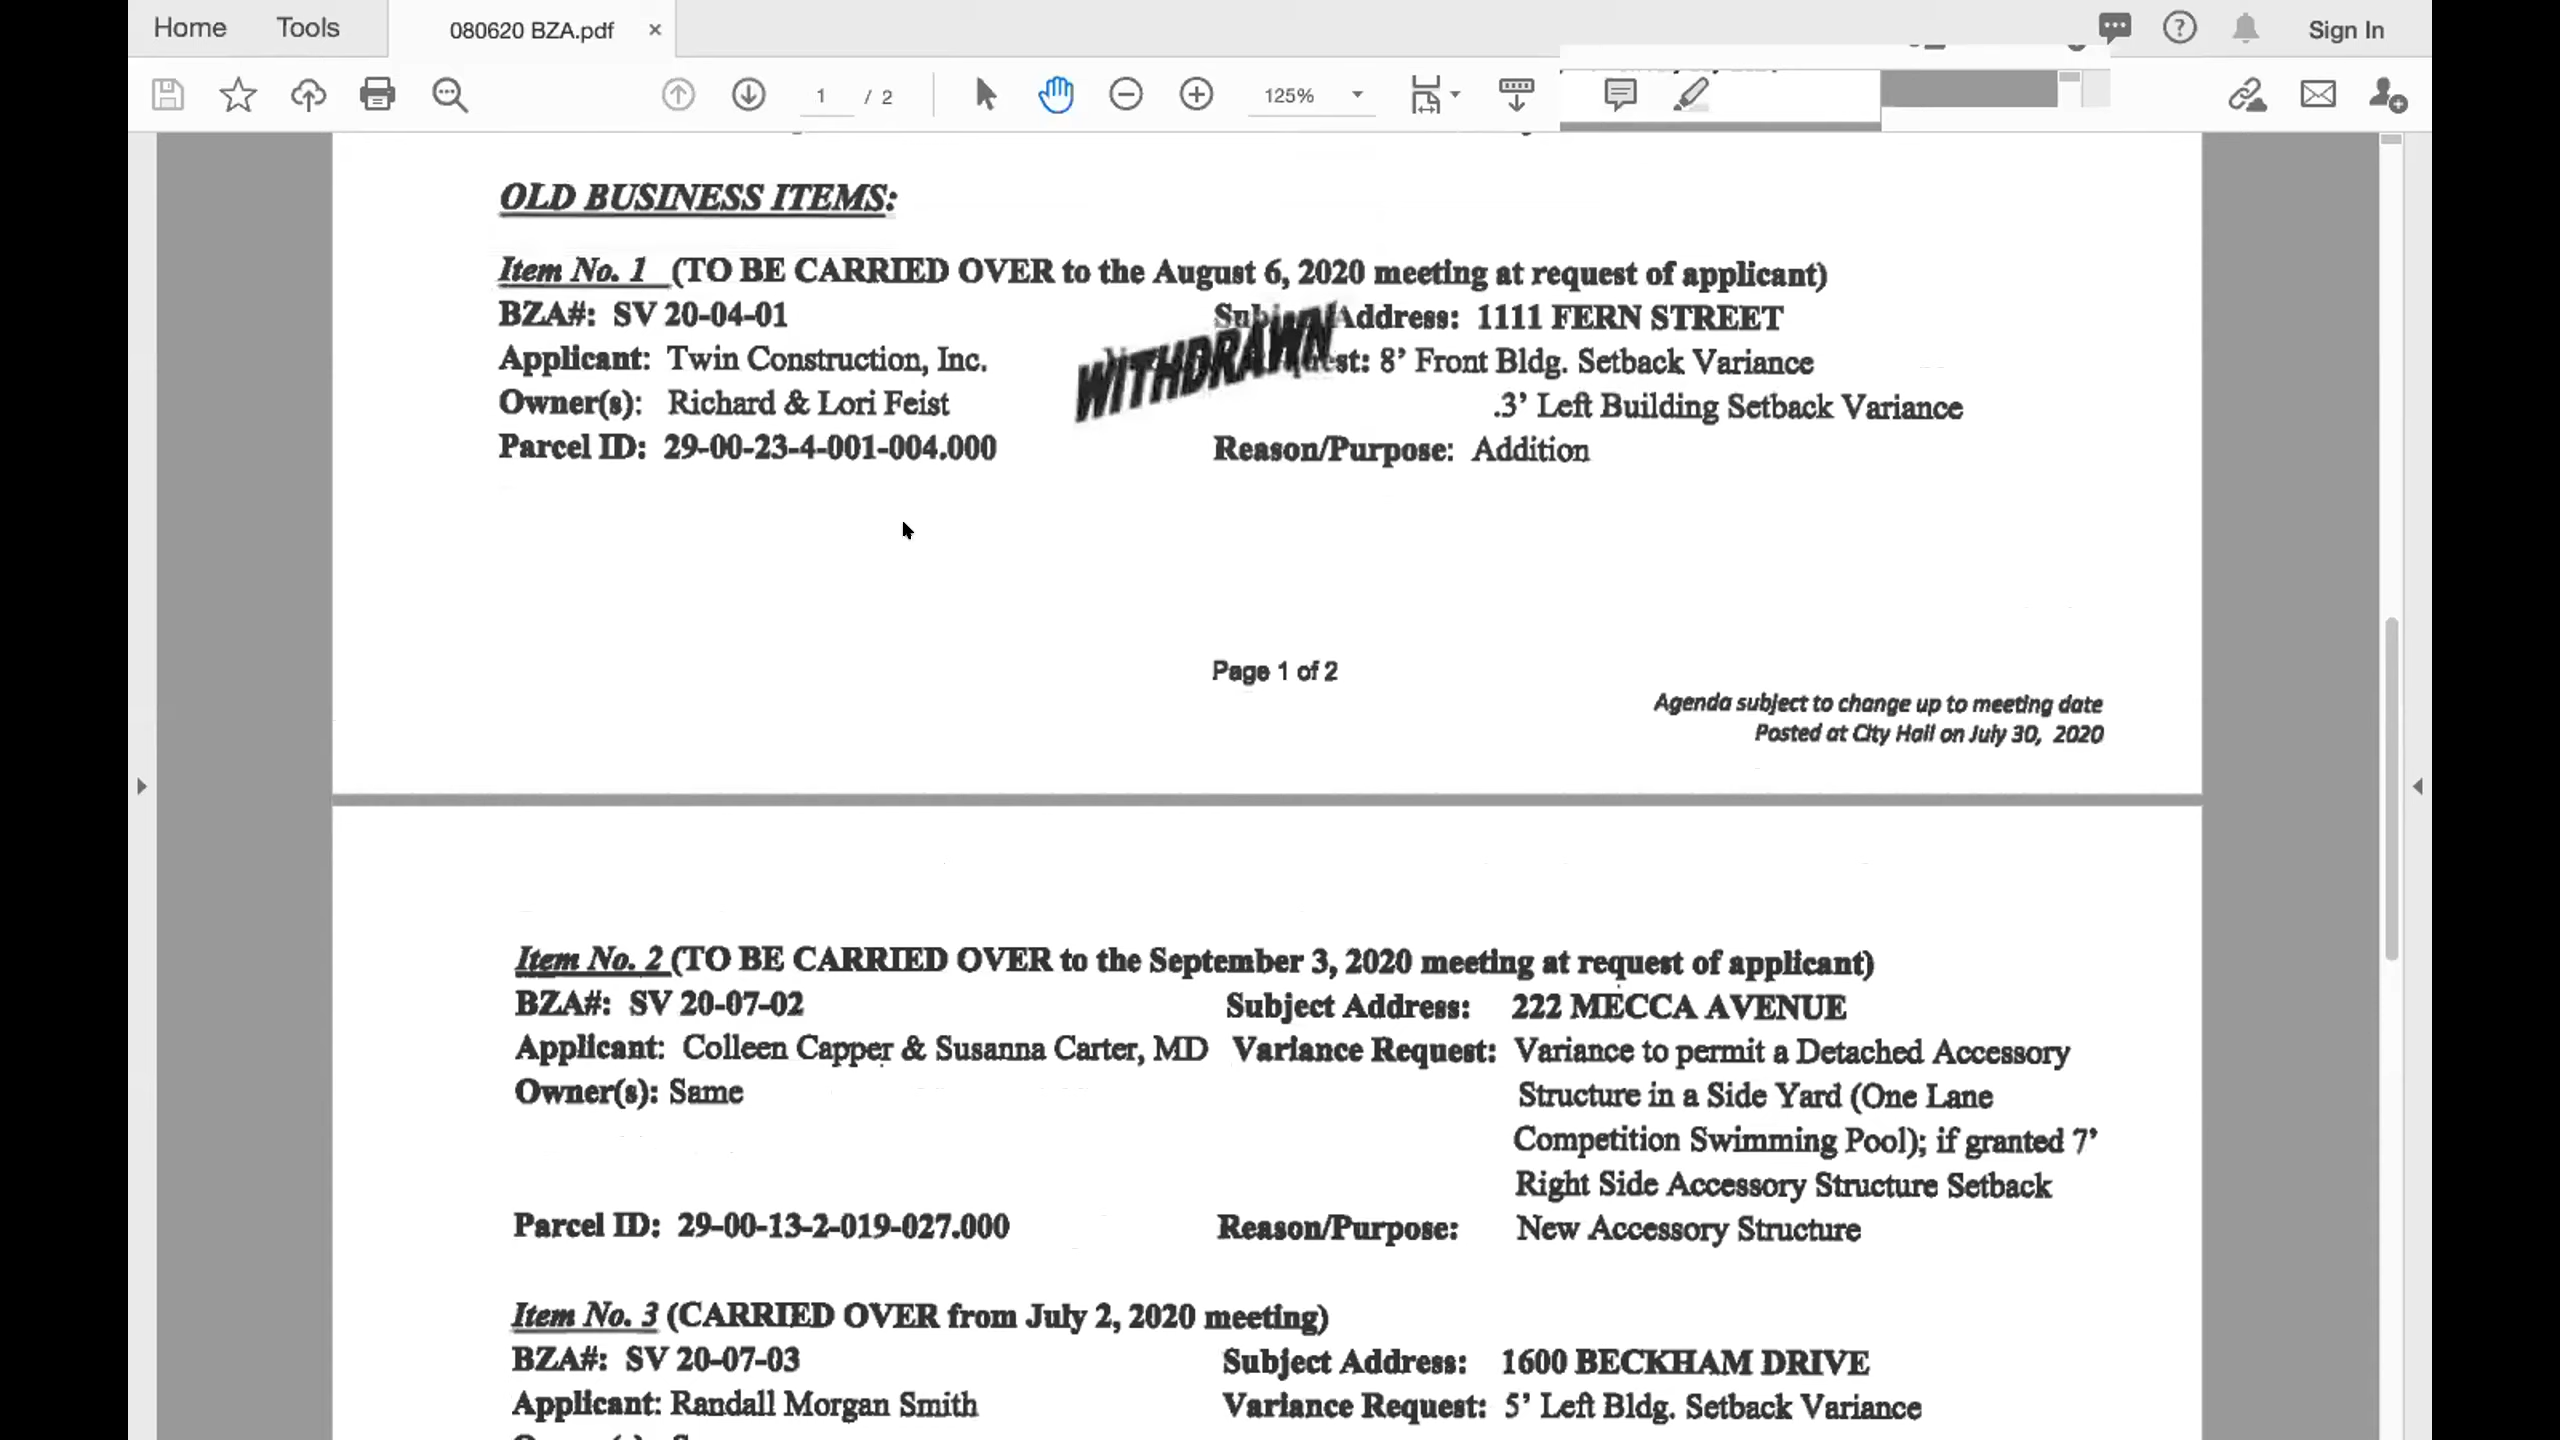 Home Tools 080620 BZA.pdf × Sign In
1 / 2 125%
OLD BUSINESS ITEMS:
Item No. 1 (TO BE CARRIED OVER to the August 6, 2020 meeting at request of applicant)
BZA#: SV 20-04-01 Subject Address: 1111 FERN STREET
Applicant: Twin Construction, Inc. 8’ Front Bldg. Setback Variance
WITHDRAWN
Owner(s): Richard & Lori Feist .3’ Left Building Setback Variance
Parcel ID: 29-00-23-4-001-004.000 Reason/Purpose: Addition
Page 1 of 2
Agenda subject to change up to meeting date
Posted at City Hall on July 30, 2020
Item No. 2 (TO BE CARRIED OVER to the September 3, 2020 meeting at request of applicant)
BZA#: SV 20-07-02 Subject Address: 222 MECCA AVENUE
Applicant: Colleen Capper & Susanna Carter, MD Variance Request: Variance to permit a Detached Accessory
Owner(s): Same Structure in a Side Yard (One Lane
Competition Swimming Pool); if granted 7’
Right Side Accessory Structure Setback
Parcel ID: 29-00-13-2-019-027.000 Reason/Purpose: New Accessory Structure
Item No. 3 (CARRIED OVER from July 2, 2020 meeting)
BZA#: SV 20-07-03 Subject Address: 1600 BECKHAM DRIVE
Applicant: Randall Morgan Smith Variance Request: 5’ Left Bldg. Setback Variance